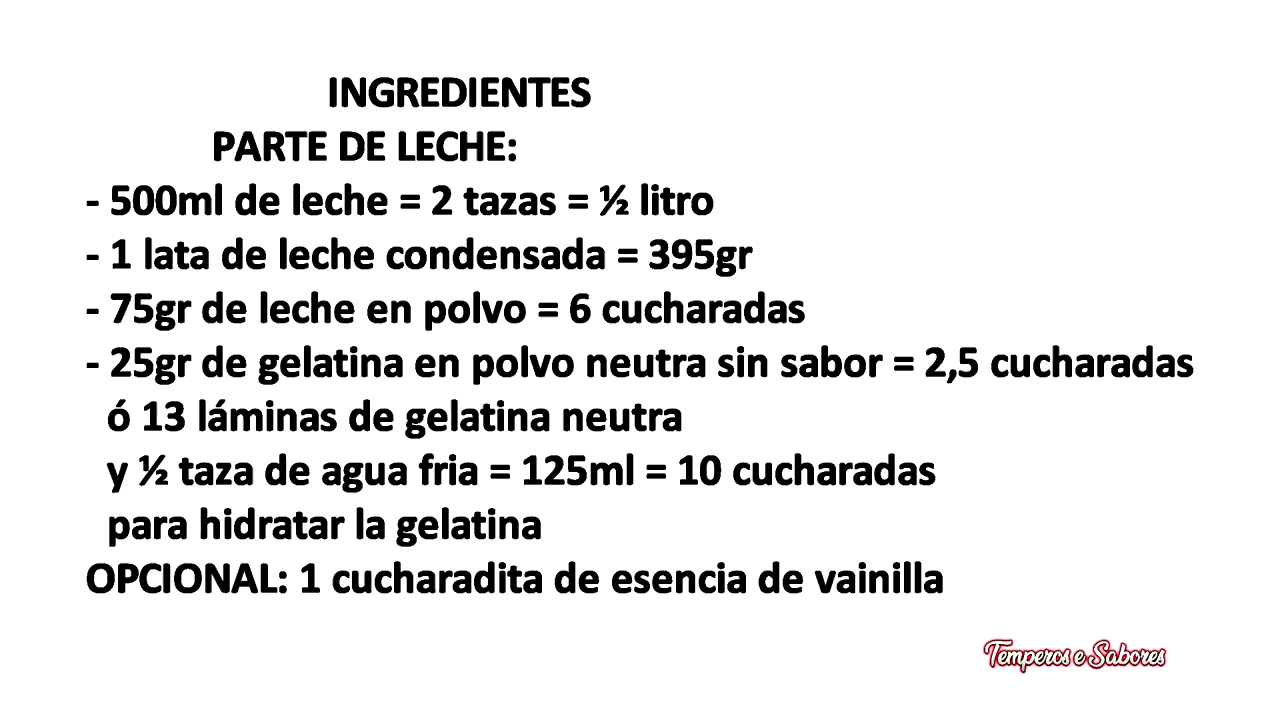 INGREDIENTES
PARTE DE LECHE:
- 500ml de leche = 2 tazas = ½ litro
- 1 lata de leche condensada = 395gr
- 75gr de leche en polvo = 6 cucharadas
- 25gr de gelatina en polvo neutra sin sabor = 2,5 cucharadas
ó 13 láminas de gelatina neutra
y ½ taza de agua fria = 125ml = 10 cucharadas
para hidratar la gelatina
OPCIONAL: 1 cucharadita de esencia de vainilla
Temperos e Sabores